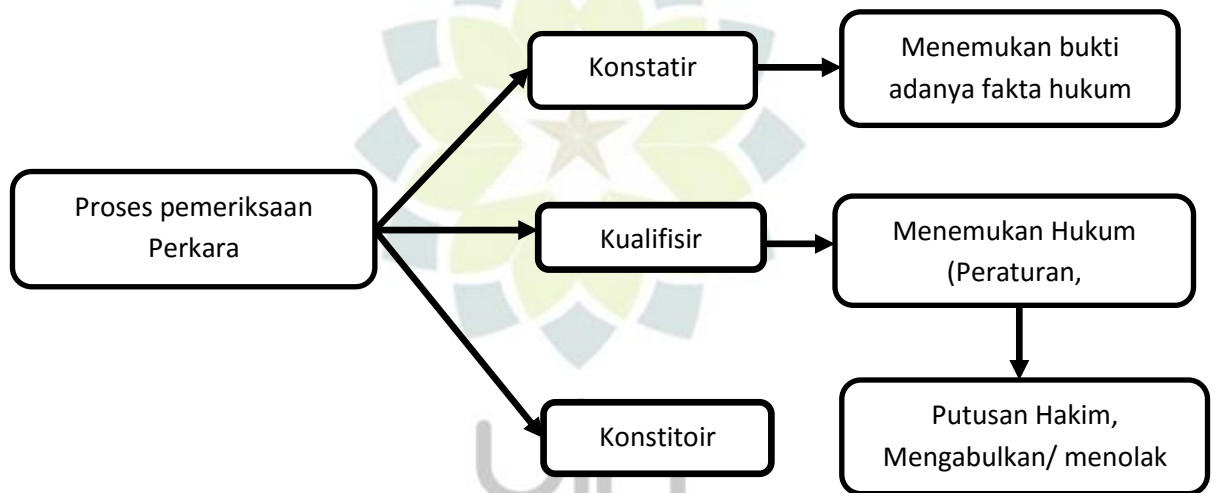 Konstatir
Menemukan bukti
adanya fakta hukum
Proses pemeriksaan
Perkara
Kualifisir
Menemukan Hukum
(Peraturan,
Konstitoir
Putusan Hakim,
Mengabulkan/ menolak